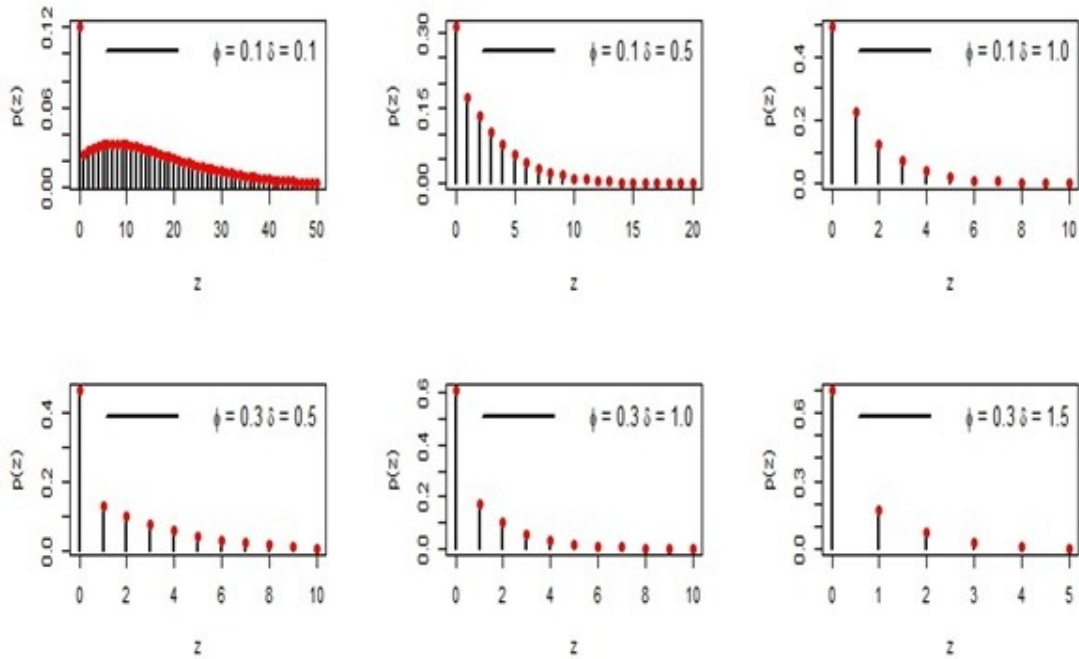 p(z)
0.00 0.06 0.12
ϕ = 0.1 δ = 0.1
0 10 20 30 40 50
z
p(z)
0.00 0.15 0.30
ϕ = 0.1 δ = 0.5
0 5 10 15 20
z
p(z)
0.0 0.2 0.4
ϕ = 0.1 δ = 1.0
0 2 4 6 8 10
z
p(z)
0.0 0.2 0.4
ϕ = 0.3 δ = 0.5
0 2 4 6 8 10
z
p(z)
0.0 0.2 0.4 0.6
ϕ = 0.3 δ = 1.0
0 2 4 6 8 10
z
p(z)
0.0 0.3 0.6
ϕ = 0.3 δ = 1.5
0 1 2 3 4 5
z